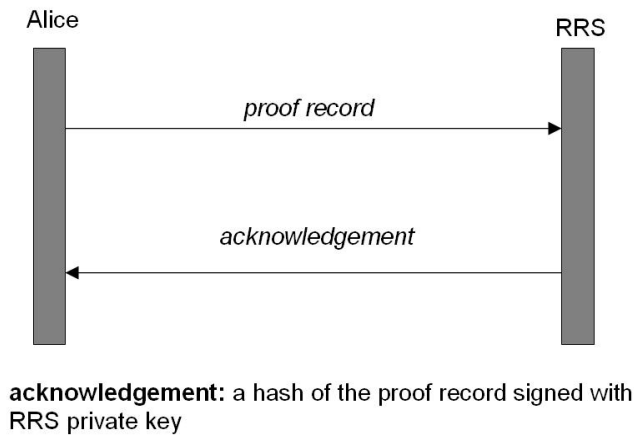 Alice
RRS
proof record
acknowledgement
acknowledgement: a hash of the proof record signed with
RRS private key